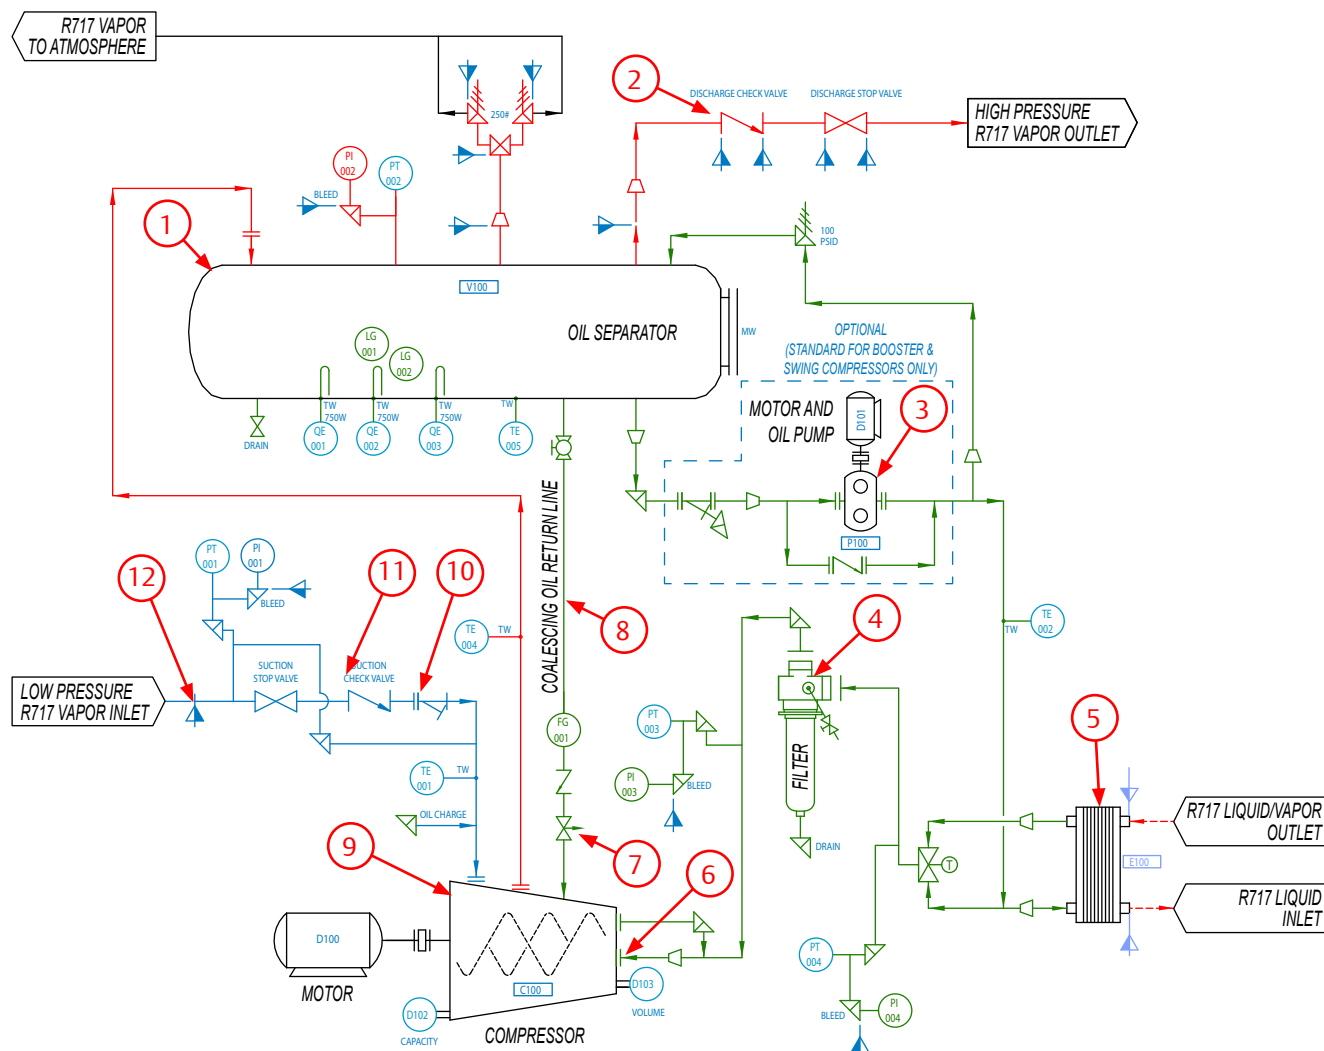 R717 VAPOR
TO ATMOSPHERE
2
DISCHARGE CHECK VALVE
DISCHARGE STOP VALVE
HIGH PRESSURE
R717 VAPOR OUTLET
250#
PI
002
PT
002
BLEED
1
100
PSID
V100
OIL SEPARATOR
MW
LG
001
LG
002
OPTIONAL
(STANDARD FOR BOOSTER &
SWING COMPRESSORS ONLY)
TW
750W
TW
750W
TW
750W
TW
QE
001
QE
002
QE
003
TE
005
DRAIN
MOTOR AND
OIL PUMP
D101
3
P100
COALESCING OIL RETURN LINE
PT
001
PI
001
BLEED
12
11
10
8
4
TE
004
TW
TE
002
TW
SUCTION
STOP VALVE
SUCTION
CHECK VALVE
LOW PRESSURE
R717 VAPOR INLET
FG
001
PT
003
PI
003
BLEED
FILTER
DRAIN
5
TE
001
TW
OIL CHARGE
R717 LIQUID/VAPOR
OUTLET
E100
T
R717 LIQUID
INLET
9
7
6
D100
MOTOR
C100
D103
VOLUME
D102
CAPACITY
COMPRESSOR
PT
004
BLEED
PI
004